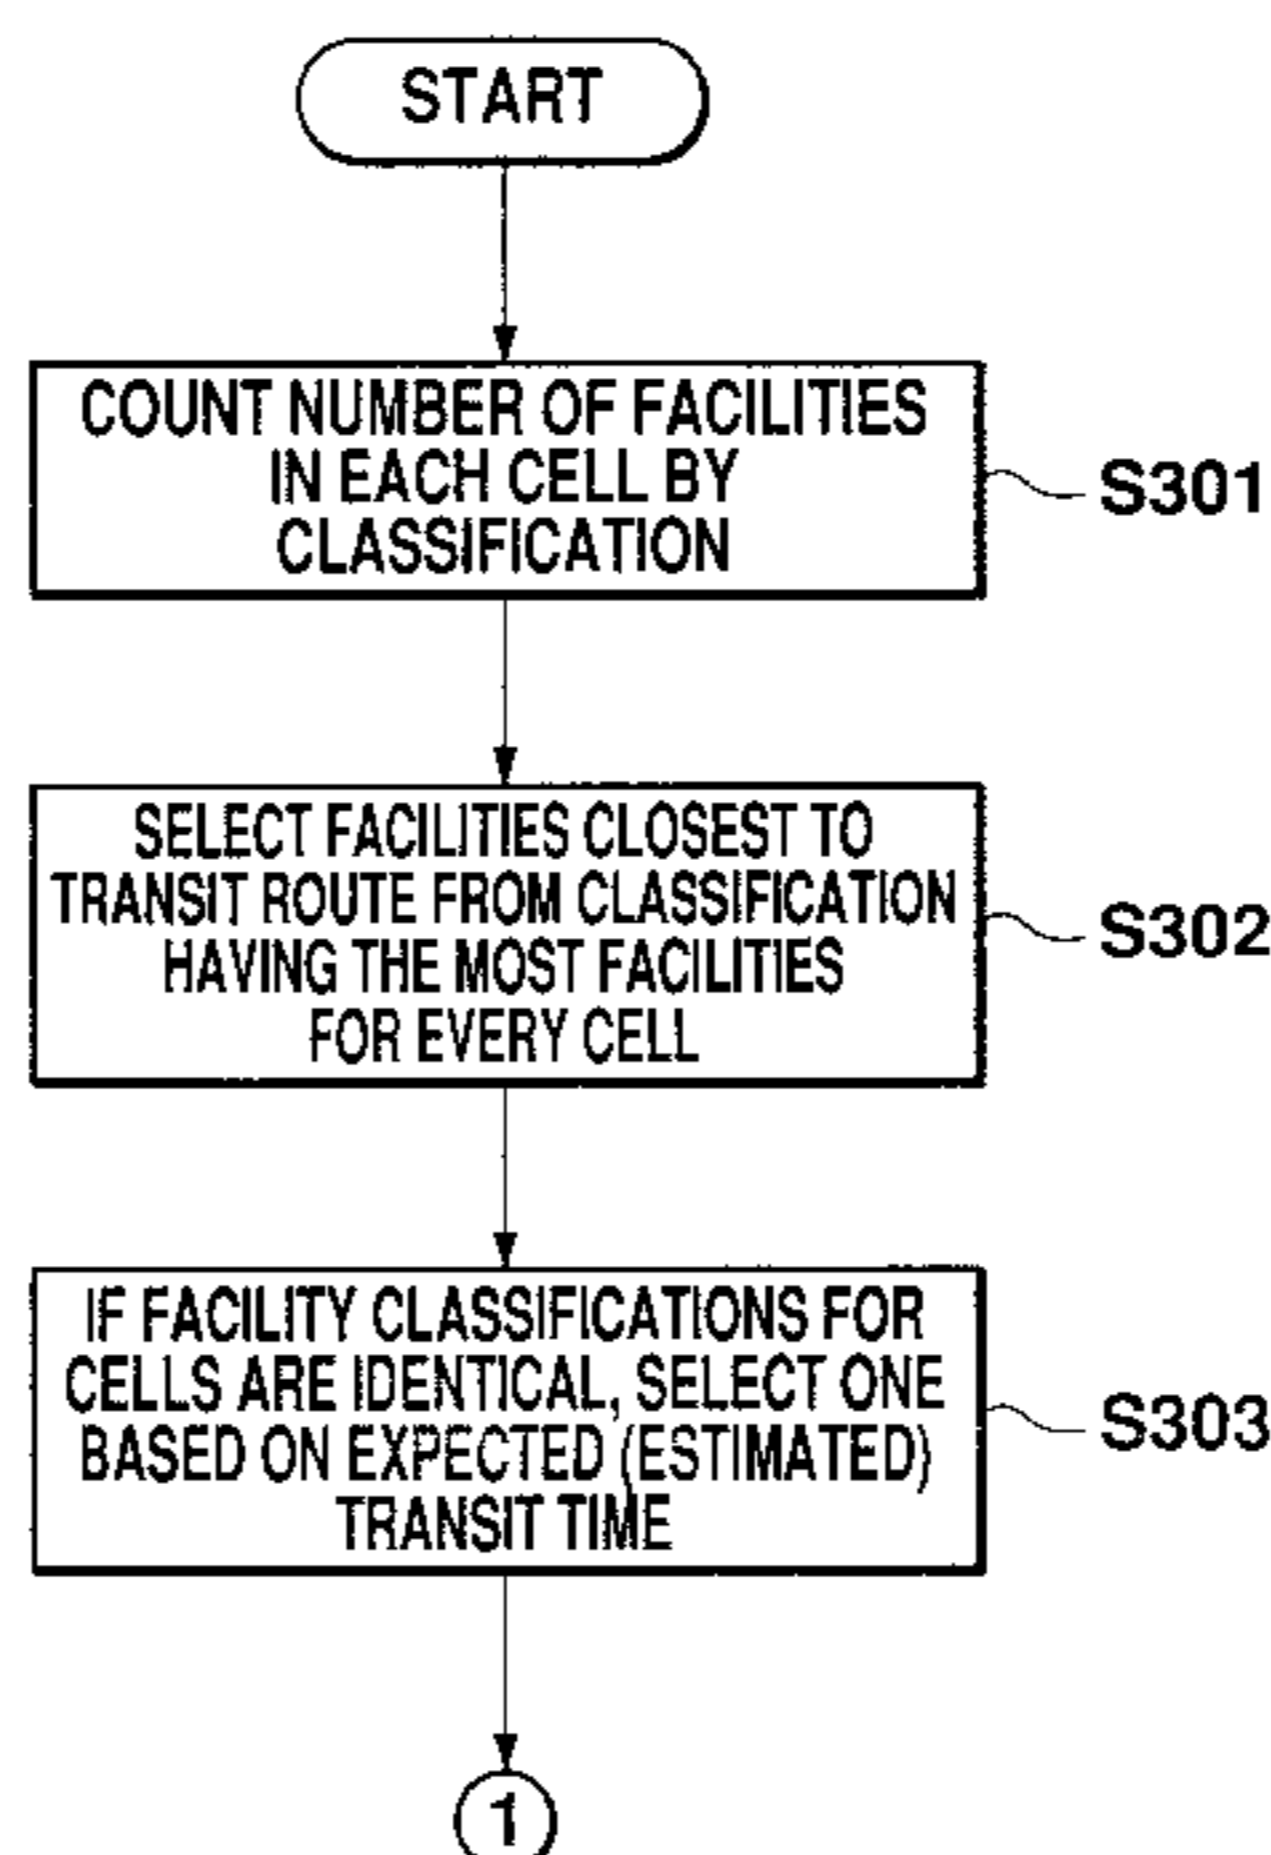 START
COUNT NUMBER OF FACILITIES
IN EACH CELL BY
CLASSIFICATION
S301
SELECT FACILITIES CLOSEST TO
TRANSIT ROUTE FROM CLASSIFICATION
HAVING THE MOST FACILITIES
FOR EVERY CELL
S302
IF FACILITY CLASSIFICATIONS FOR
CELLS ARE IDENTICAL, SELECT ONE
BASED ON EXPECTED (ESTIMATED)
TRANSIT TIME
S303
1